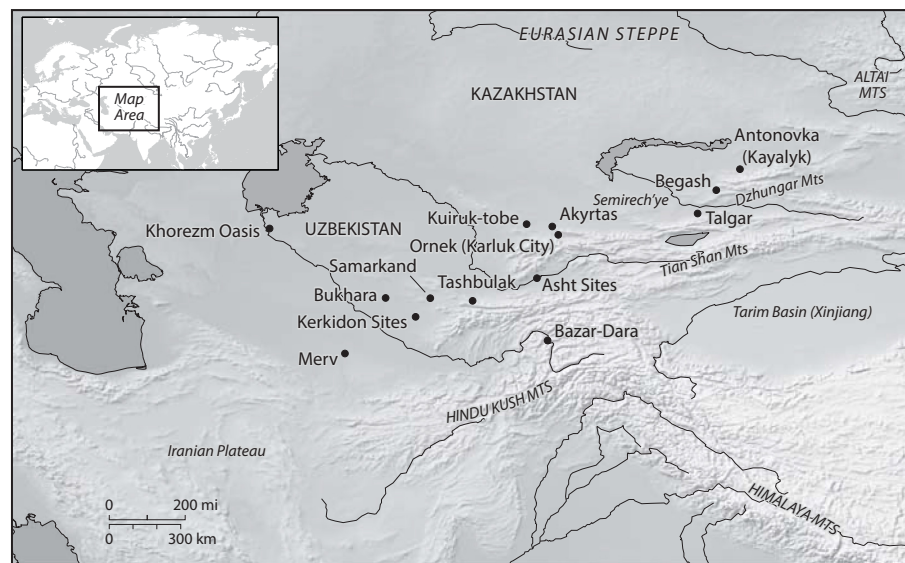 EURASIAN STEPPE
ALTAI
MTS
Map
Area
KAZAKHSTAN
Antonovka
(Kayalyk)
Begash
Dzhungar Mts
Semirech'ye
Talgar
Kuiruk-tobe
Akyrtas
Khorezm Oasis
UZBEKISTAN
Ornek (Karluk City)
Tian Shan Mts
Samarkand
Tashbulak
Asht Sites
Bukhara
Kerkidon Sites
Tarim Basin (Xinjiang)
Bazar-Dara
Merv
HINDU KUSH MTS
Iranian Plateau
HIMALAYA MTS
0 200 mi
0 300 km